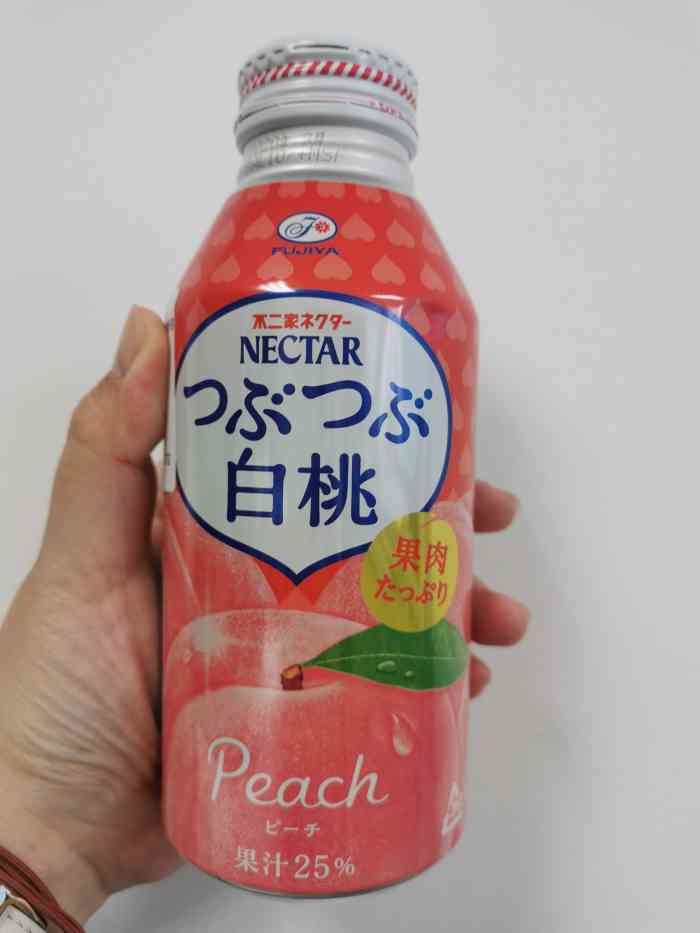 FUJIYA
不二家ネクター
NECTAR
つぶつぶ
白桃
果肉
たっぷり
Peach
ピーチ
果汁25%